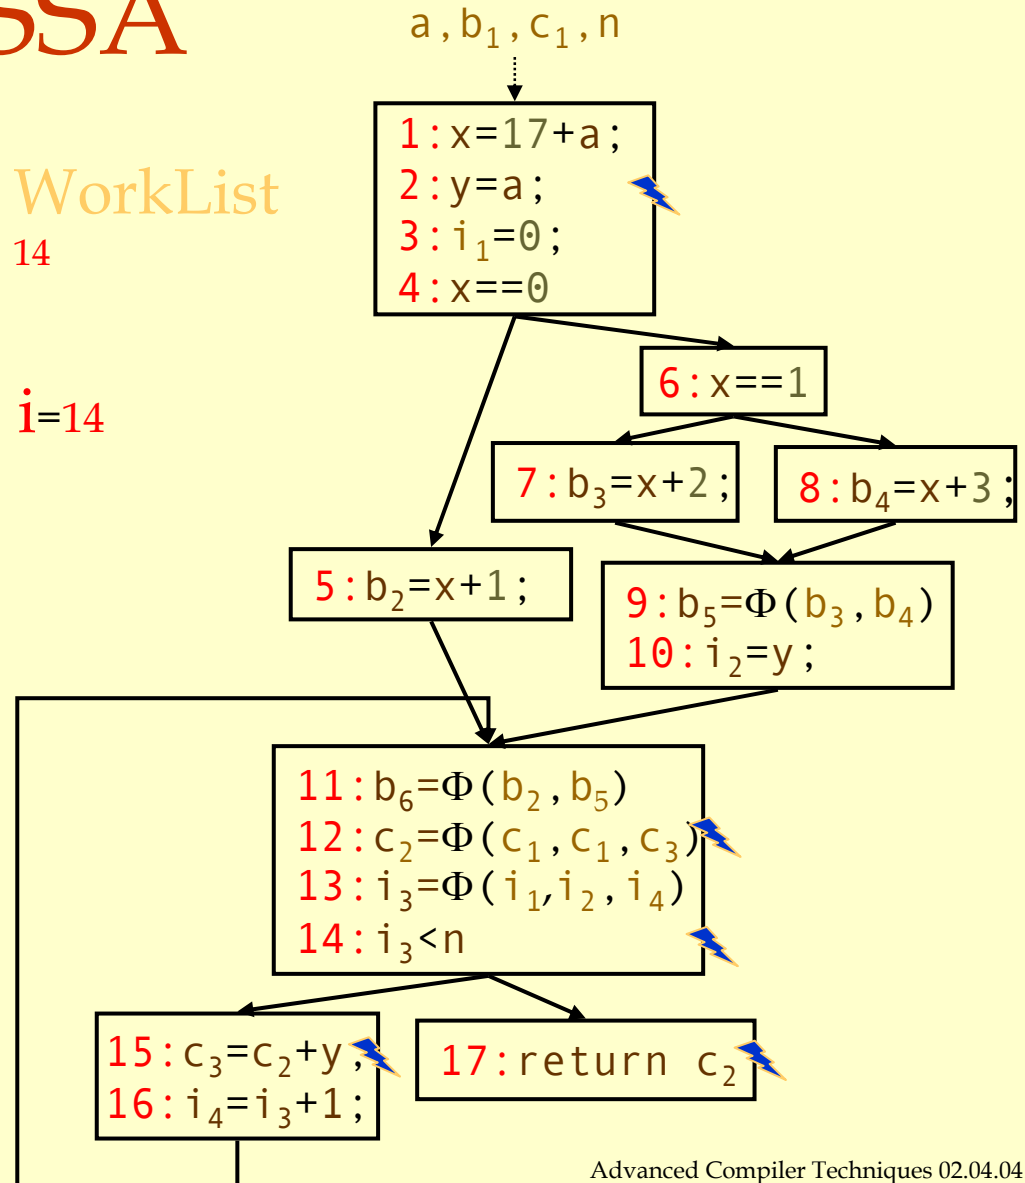 SSA
a,b₁,c₁,n
1:x=17+a;
2:y=a;
3:i₁=0;
4:x==0
WorkList
14
i=14
6:x==1
7:b₃=x+2;
8:b₄=x+3;
5:b₂=x+1;
9:b₅=Φ(b₃,b₄)
10:i₂=y;
11:b₆=Φ(b₂,b₅)
12:c₂=Φ(c₁,c₁,c₃)
13:i₃=Φ(i₁,i₂,i₄)
14:i₃<n
15:c₃=c₂+y;
16:i₄=i₃+1;
17:return c₂
Advanced Compiler Techniques 02.04.04